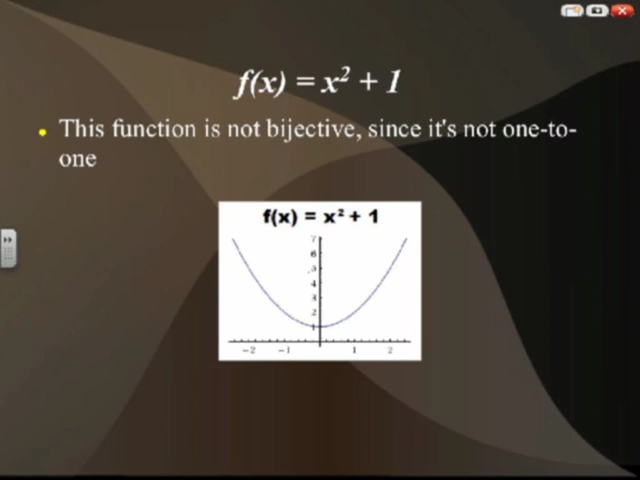 f(x) = x² + 1
This function is not bijective, since it's not one-to-
one
f(x) = x² + 1
7
6
5
4
3
2
1
-2 -1 1 2